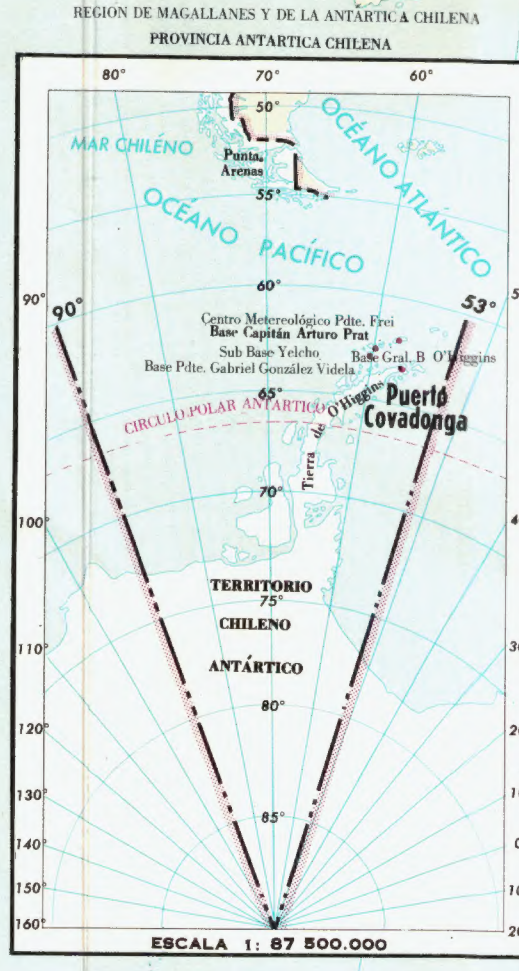 REGION DE MAGALLANES Y DE LA ANTARTICA CHILENA
PROVINCIA ANTARTICA CHILENA
80° 70° 60°
50°
OCÉANO ATLÁNTICO
MAR CHILÉNO
Punta
Arenas
55°
OCÉANO PACÍFICO
60°
90°
90°
53°
Centro Metereológico Pdte. Frei
Base Capitán Arturo Prat
Sub Base Yelcho
Base Gral. B O'Higgins
Base Pdte. Gabriel González Videla
65°
Puerto
Covadonga
CIRCULO POLAR ANTARTICO
Tierra de O'Higgins
70°
100°
TERRITORIO
75°
CHILENO
110°
ANTÁRTICO
120°
80°
130°
140°
85°
150°
160°
ESCALA 1: 87 500.000